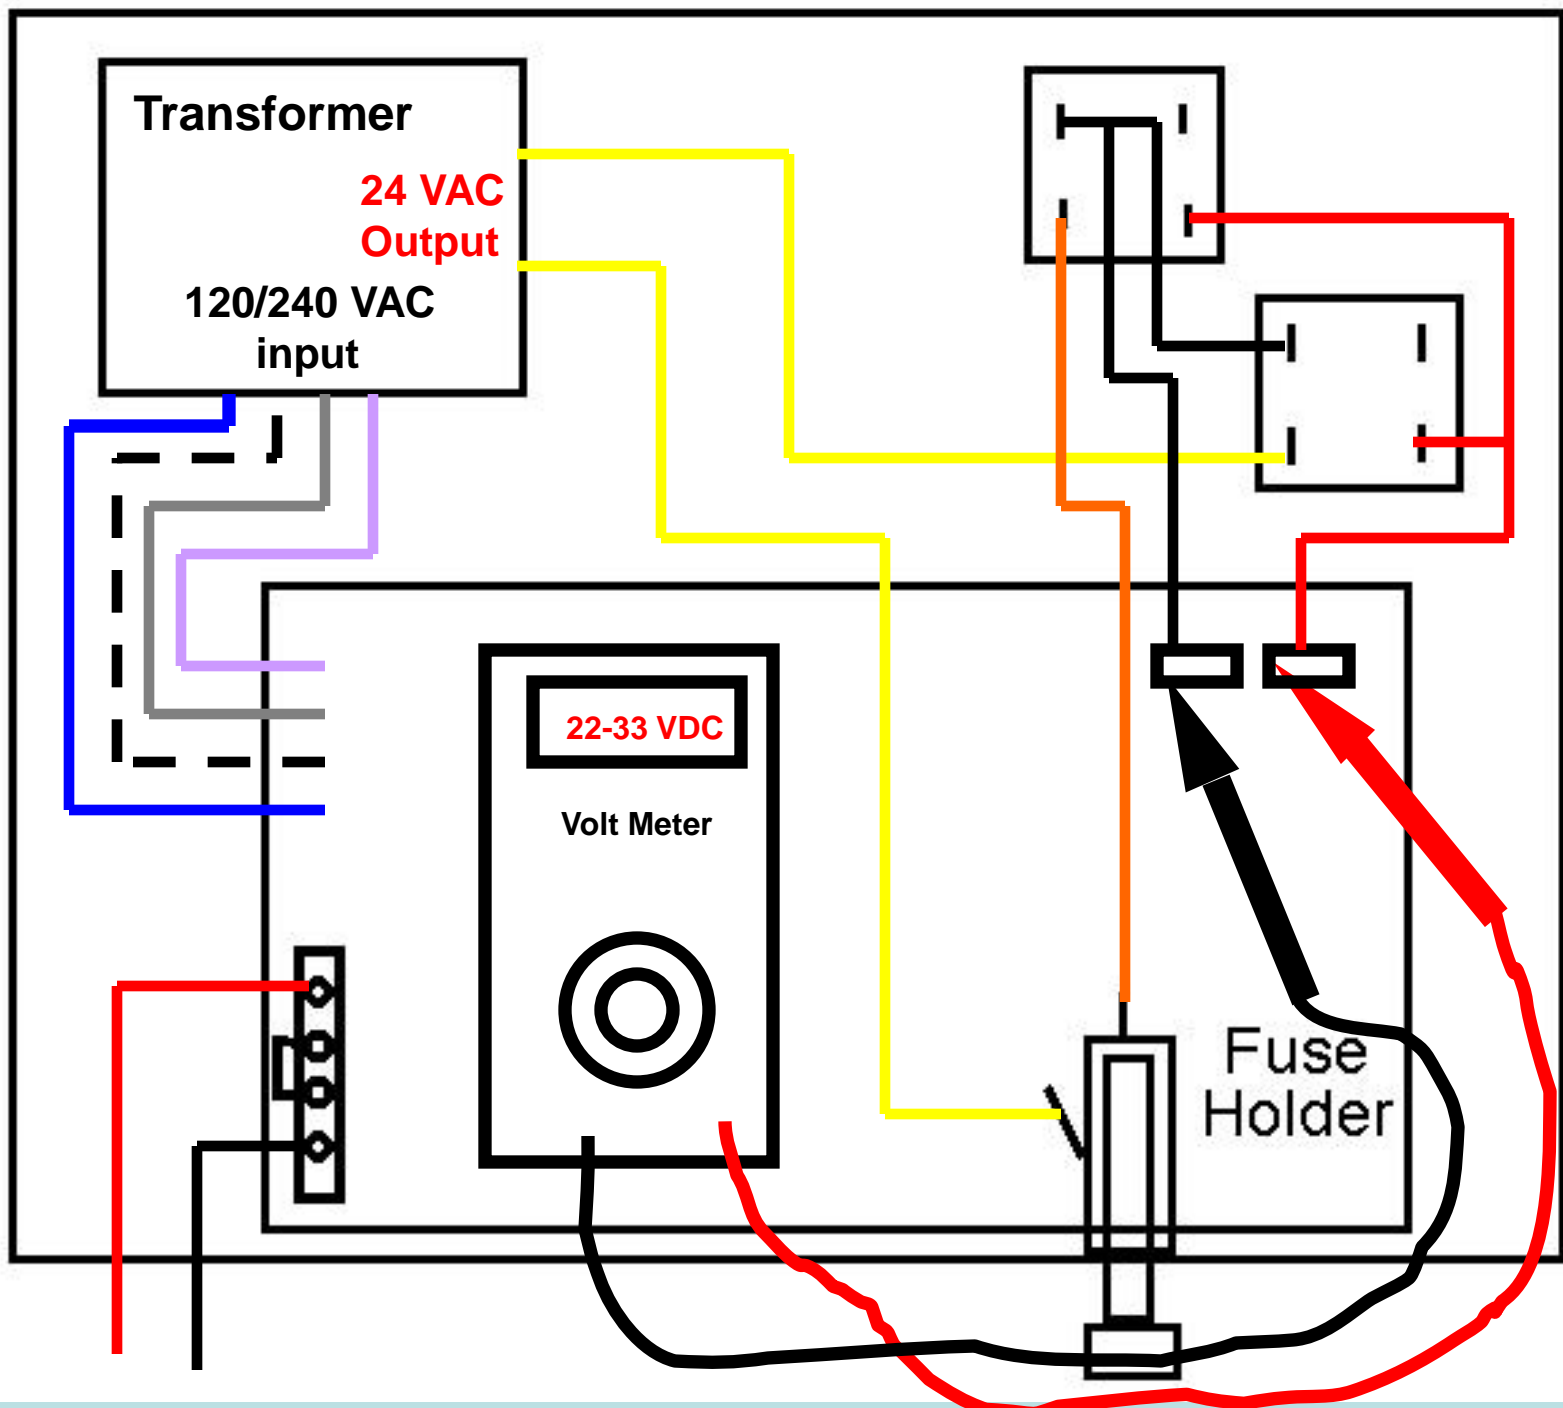 Transformer
24 VAC
Output
120/240 VAC
input
22-33 VDC
Volt Meter
Fuse
Holder